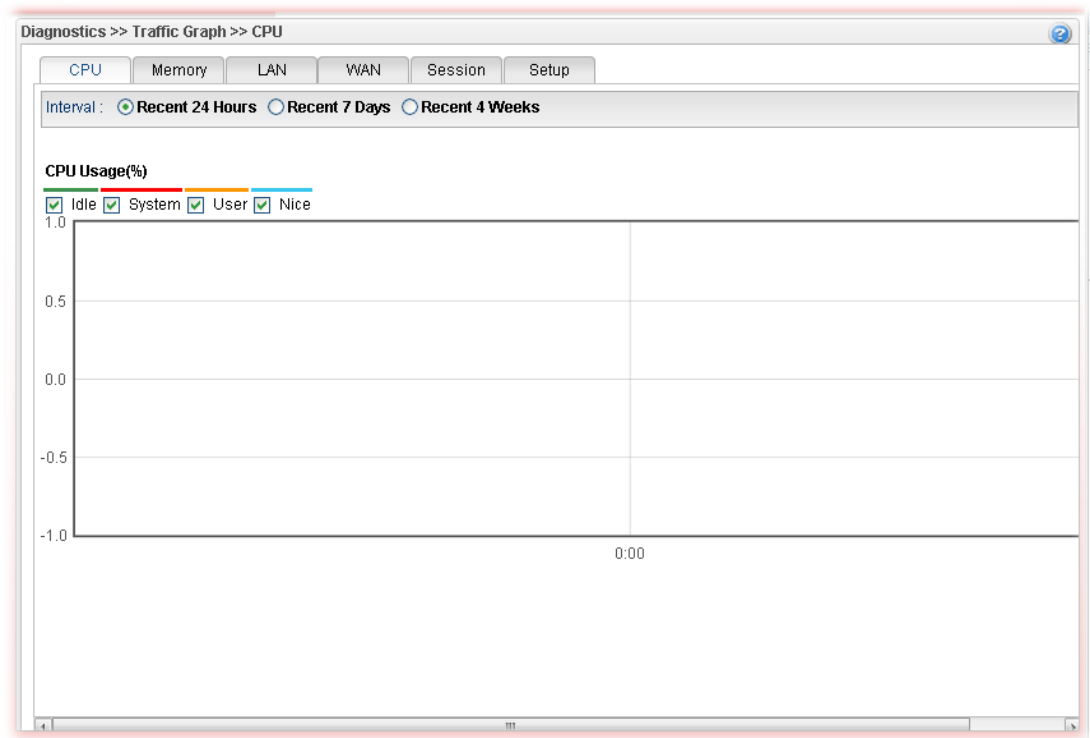 Diagnostics >> Traffic Graph >> CPU
CPU Memory LAN WAN Session Setup
Interval : Recent 24 Hours Recent 7 Days Recent 4 Weeks
CPU Usage(%)
Idle System User Nice
1.0
0.5
0.0
-0.5
-1.0
0:00